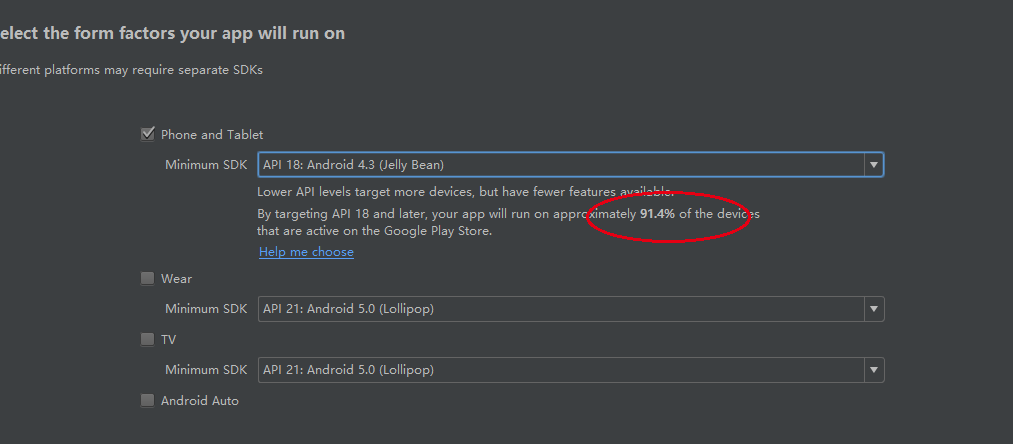 elect the form factors your app will run on
ifferent platforms may require separate SDKs
Phone and Tablet
Minimum SDK API 18: Android 4.3 (Jelly Bean)
Lower API levels target more devices, but have fewer features available.
By targeting API 18 and later, your app will run on approximately 91.4% of the devices
that are active on the Google Play Store.
Help me choose
Wear
Minimum SDK API 21: Android 5.0 (Lollipop)
TV
Minimum SDK API 21: Android 5.0 (Lollipop)
Android Auto